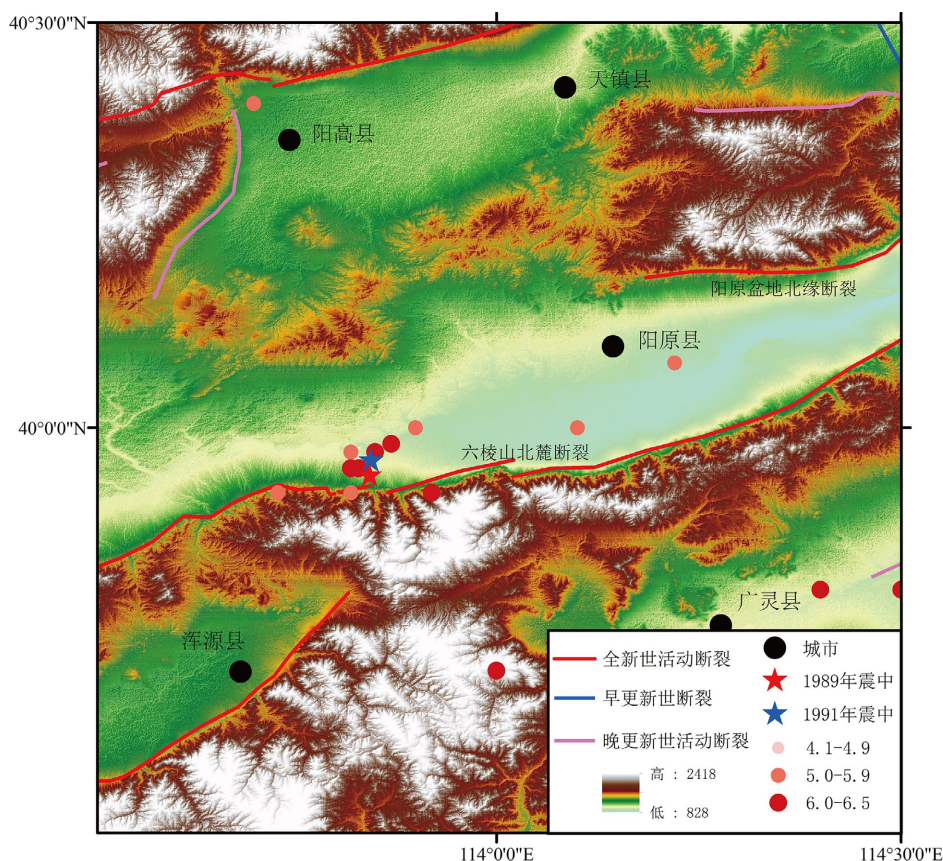 40°30'0"N
天镇县
阳高县
阳原盆地北缘断裂
阳原县
40°0'0"N
六棱山北麓断裂
广灵县
浑源县
全新世活动断裂
早更新世断裂
晚更新世活动断裂
高 : 2418
低 : 828
城市
1989年震中
1991年震中
4.1-4.9
5.0-5.9
6.0-6.5
114°0'0"E
114°30'0"E